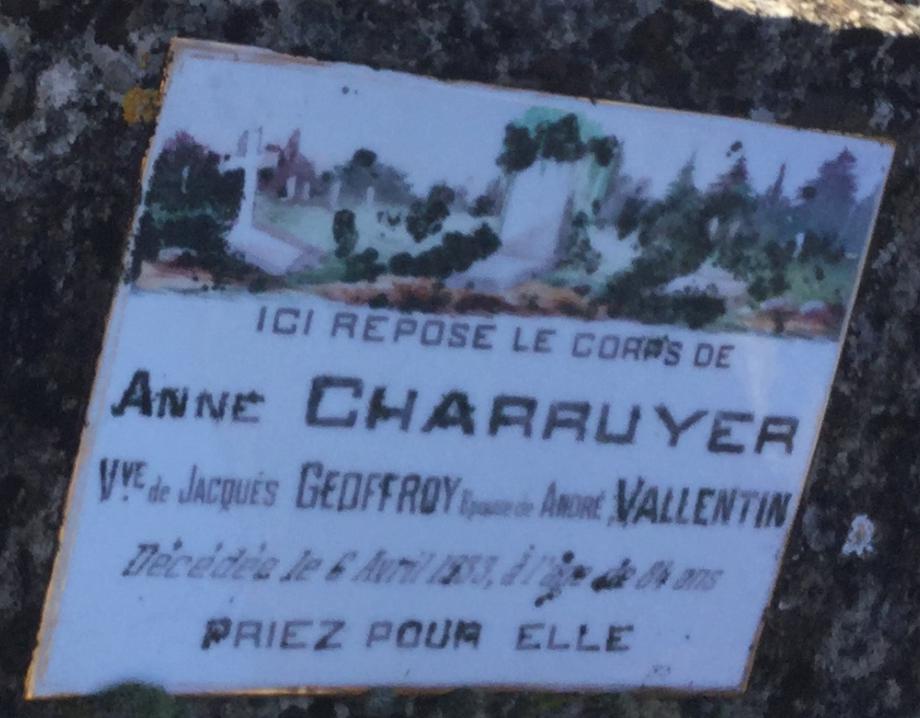 ICI REPOSE LE CORPS DE
ANNE CHARRUYER
Vve de JACQUES GEOFFROY Epouse de ANDRÉ VALLENTIN
Décédée le 6 Avril 1933, à l'âge de 84 ans
PRIEZ POUR ELLE